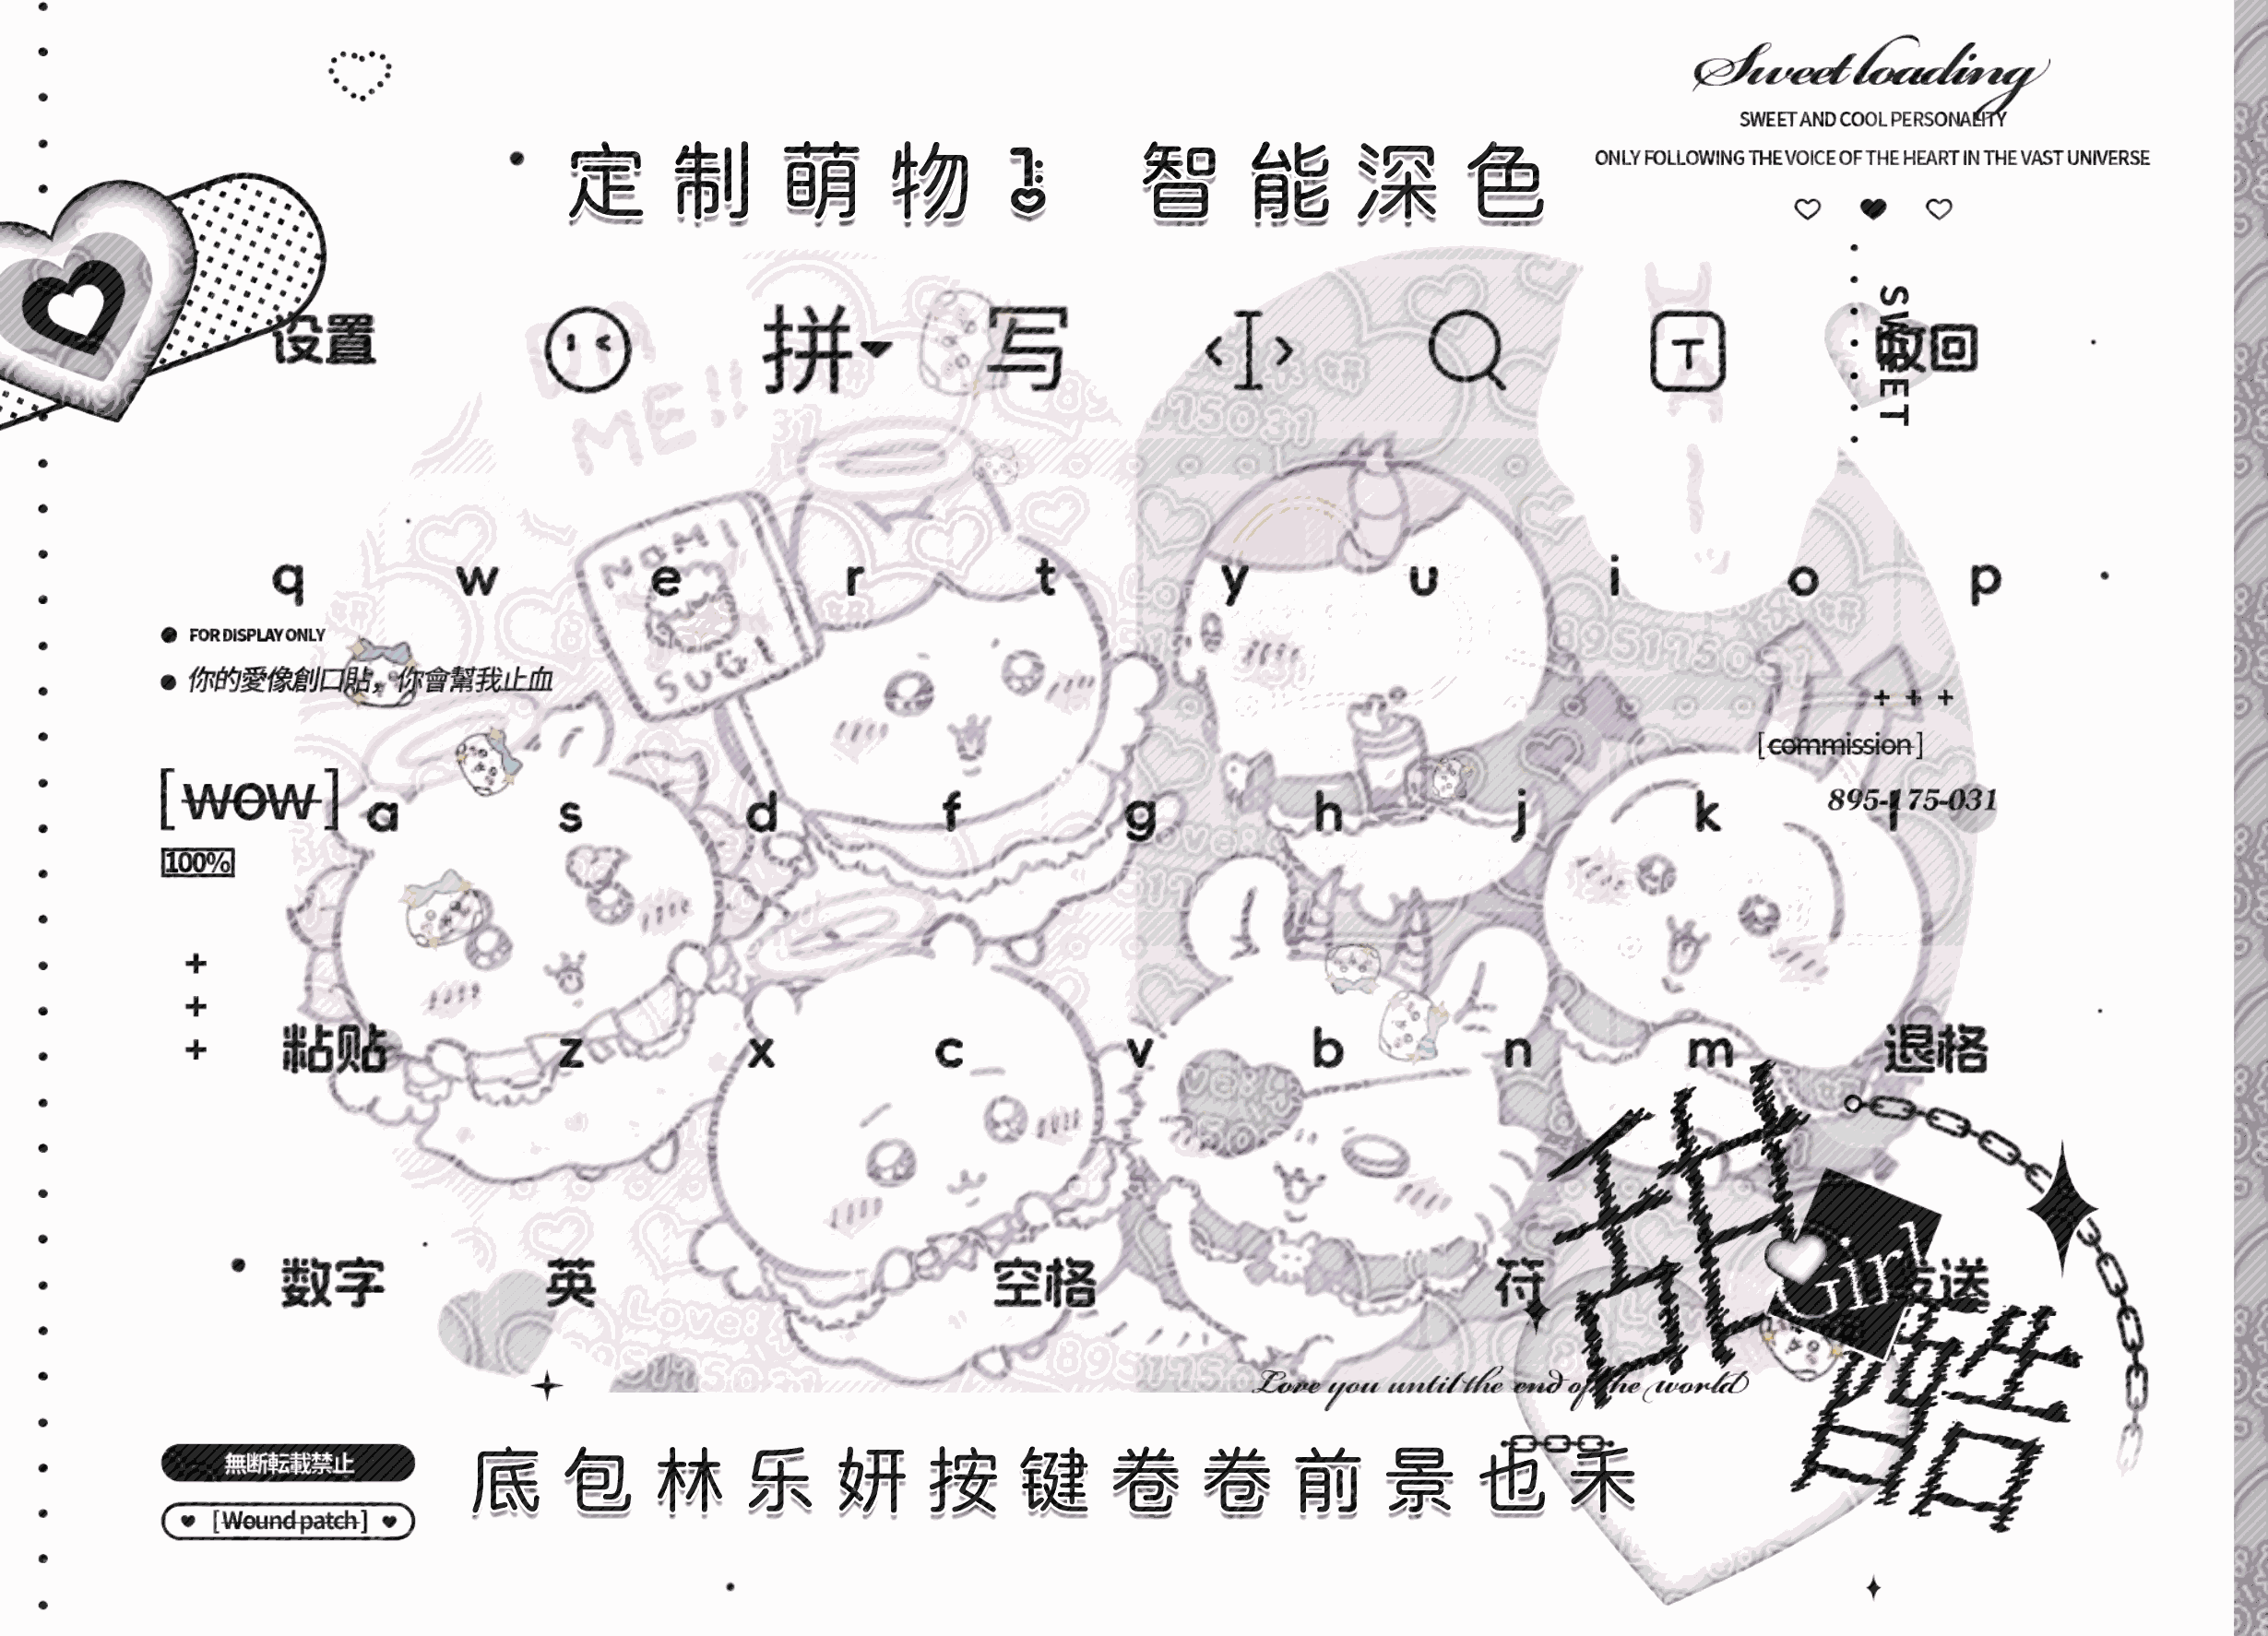 Sweet loading
SWEET AND COOL PERSONALITY
ONLY FOLLOWING THE VOICE OF THE HEART IN THE VAST UNIVERSE
定制萌物 智能深色
SWEET
设置 拼 写 T 收回
ME!!
q w e r t y u i o p
NOMI
SUGI
FOR DISPLAY ONLY
你的愛像創口貼，你會幫我止血
+ + +
[commission]
895-175-031
[WOW]
100%
a s d f g h j k l
+
+
+
粘贴 z x c v b n m 退格
Girl
数字 英 空格 符 发送
Love you until the end of the world
無断転載禁止
[Wound patch]
底包林乐妍按键卷卷前景也禾